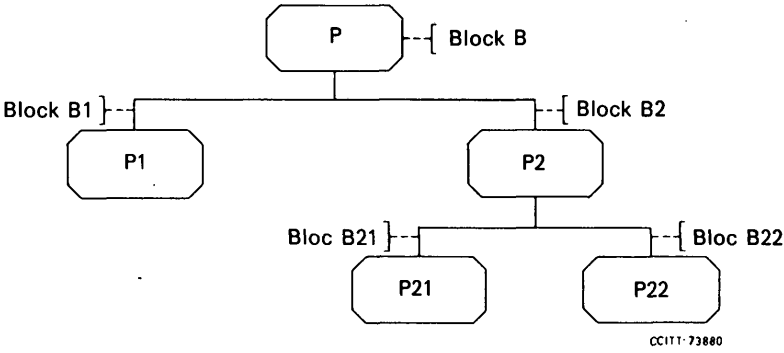 P
Block B
Block B1
Block B2
P1
P2
Bloc B21
Bloc B22
P21
P22
CCITT-73880